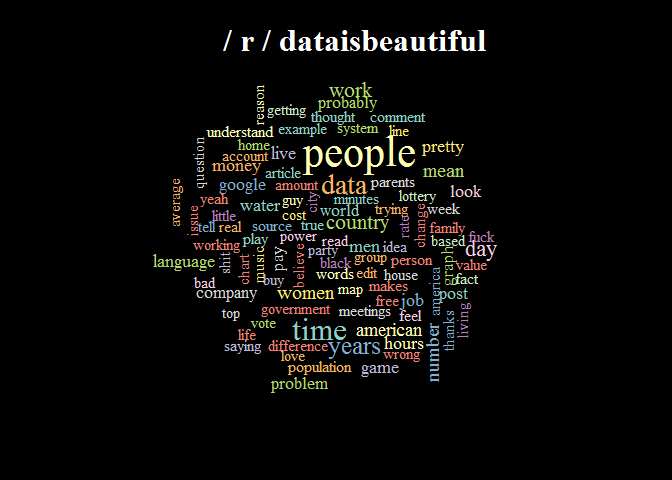 / r / dataisbeautiful
work
reason
probably
getting
thought
comment
understand
example
system
line
home
question
account
live
people
pretty
money
article
mean
google
amount
data
parents
average
yeah
guy
city
minutes
lottery
look
water
issue
little
cost
world
trying
week
change
tell
real
source
true
country
rate
family
play
power
working
read
men
idea
based
day
fuck
language
shit
chart
music
pay
party
believe
black
group
person
graph
value
bad
buy
words
edit
house
fact
company
women
map
makes
america
post
top
government
free
job
meetings
feel
vote
time
american
number
thanks
living
life
saying
difference
years
hours
love
wrong
population
game
problem